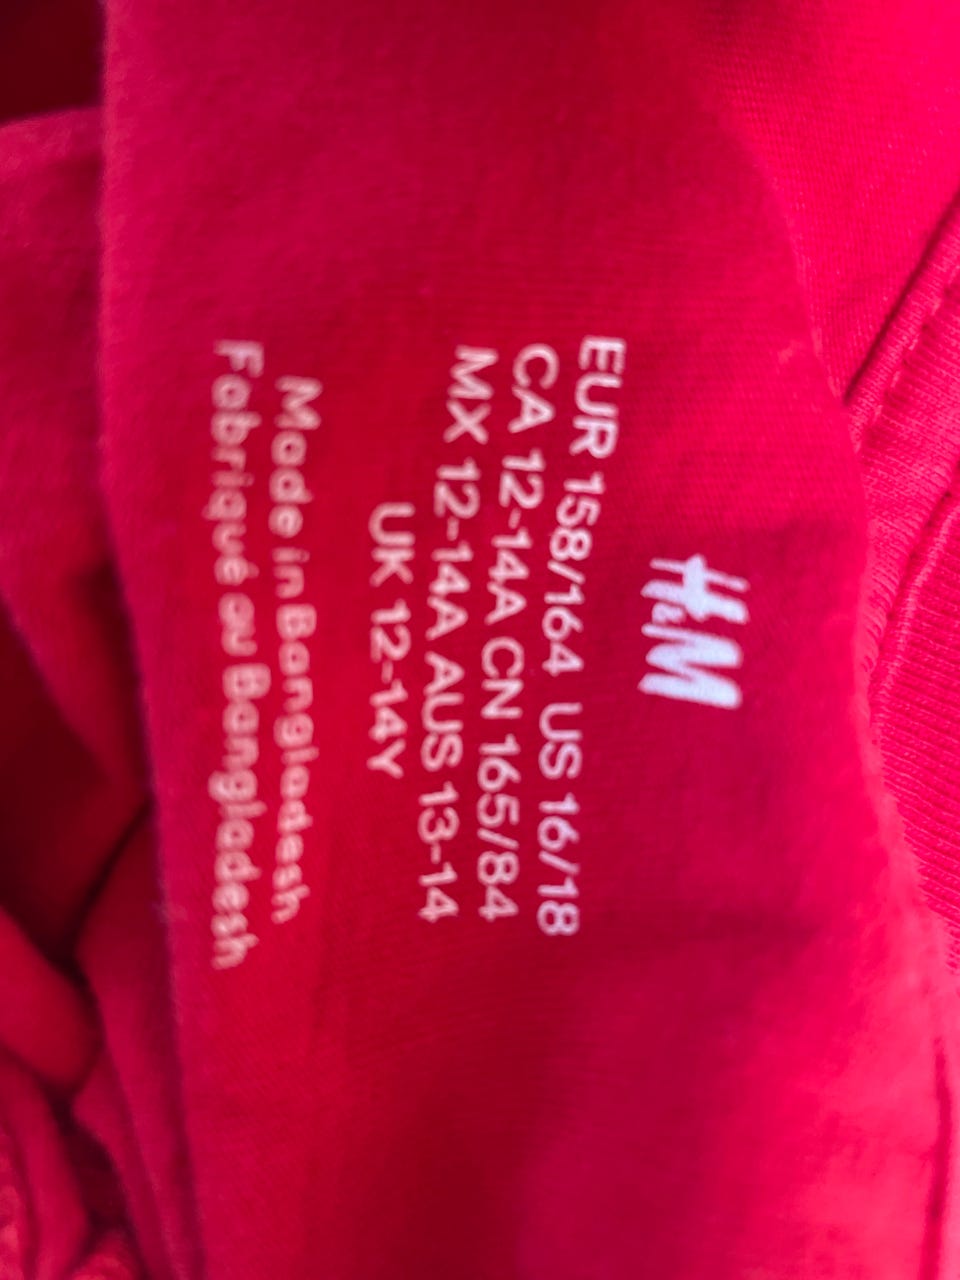 H&M
EUR 158/164 US 16/18
CA 12-14A CN 165/84
MX 12-14A AUS 13-14
UK 12-14Y
Made in Bangladesh
Fabriqué au Bangladesh